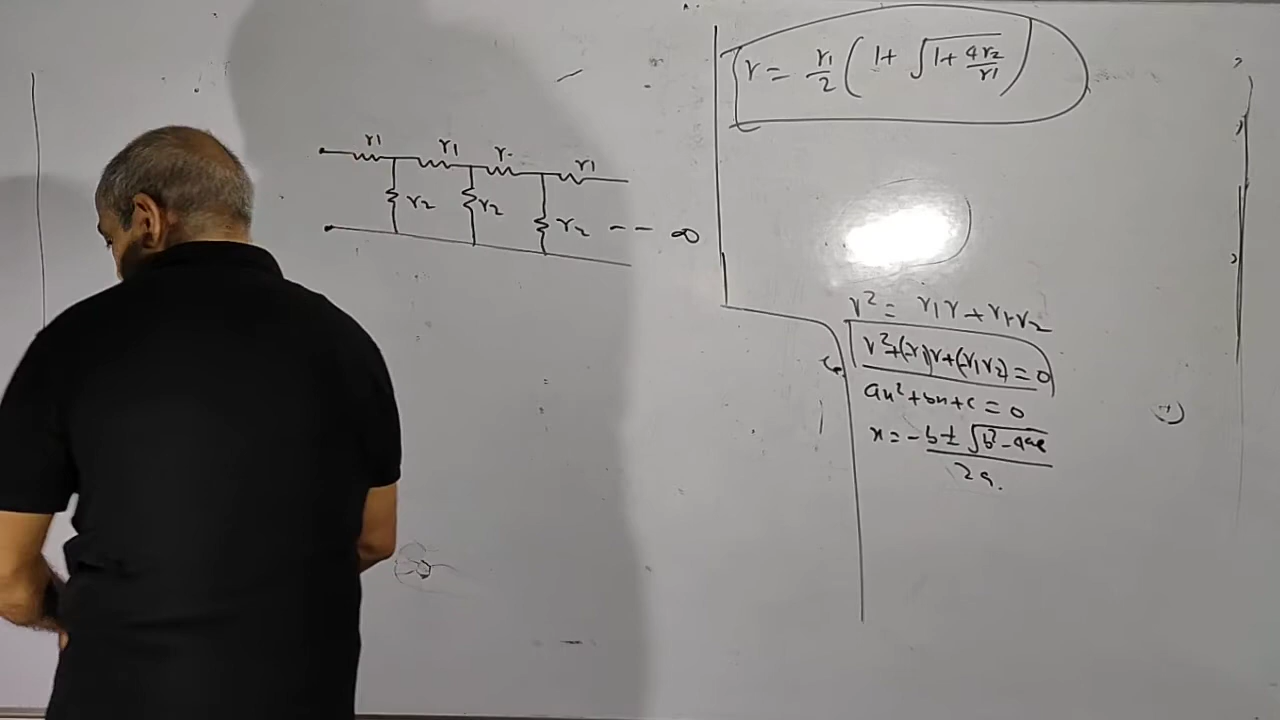 r = r1/2 ( 1 + √(1 + 4r2/r1) )
r1 r1 r. r1
r2 r2 r2 -- ∞
r² = r1r + r1r2
r² + (-r1)r + (-r1r2) = 0
ax² + bx + c = 0
x = -b ± √(b² - 4ac) / 2a.